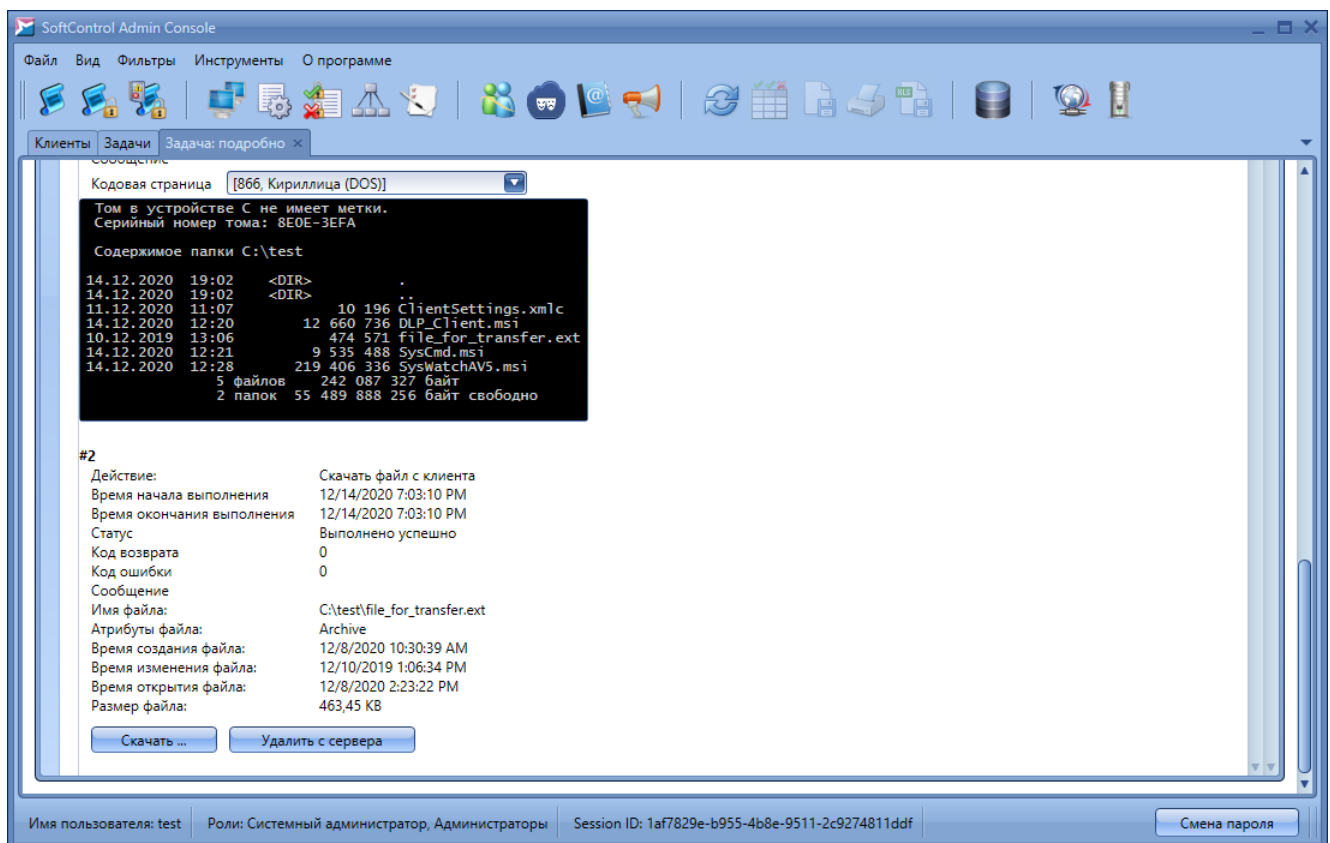 SoftControl Admin Console
Файл Вид Фильтры Инструменты О программе
XLS
Клиенты Задачи Задача: подробно
Сообщение
Кодовая страница [866, Кириллица (DOS)]
Том в устройстве C не имеет метки.
Серийный номер тома: 8E0E-3EFA
Содержимое папки C:\test
14.12.2020 19:02 <DIR> .
14.12.2020 19:02 <DIR> ..
11.12.2020 11:07 10 196 ClientSettings.xmlc
14.12.2020 12:20 12 660 736 DLP_Client.msi
10.12.2019 13:06 474 571 file_for_transfer.ext
14.12.2020 12:21 9 535 488 SysCmd.msi
14.12.2020 12:28 219 406 336 SysWatchAV5.msi
5 файлов 242 087 327 байт
2 папок 55 489 888 256 байт свободно
#2
Действие: Скачать файл с клиента
Время начала выполнения 12/14/2020 7:03:10 PM
Время окончания выполнения 12/14/2020 7:03:10 PM
Статус Выполнено успешно
Код возврата 0
Код ошибки 0
Сообщение
Имя файла: C:\test\file_for_transfer.ext
Атрибуты файла: Archive
Время создания файла: 12/8/2020 10:30:39 AM
Время изменения файла: 12/10/2019 1:06:34 PM
Время открытия файла: 12/8/2020 2:23:22 PM
Размер файла: 463,45 KB
Скачать ... Удалить с сервера
Имя пользователя: test Роли: Системный администратор, Администраторы Session ID: 1af7829e-b955-4b8e-9511-2c9274811ddf Смена пароля